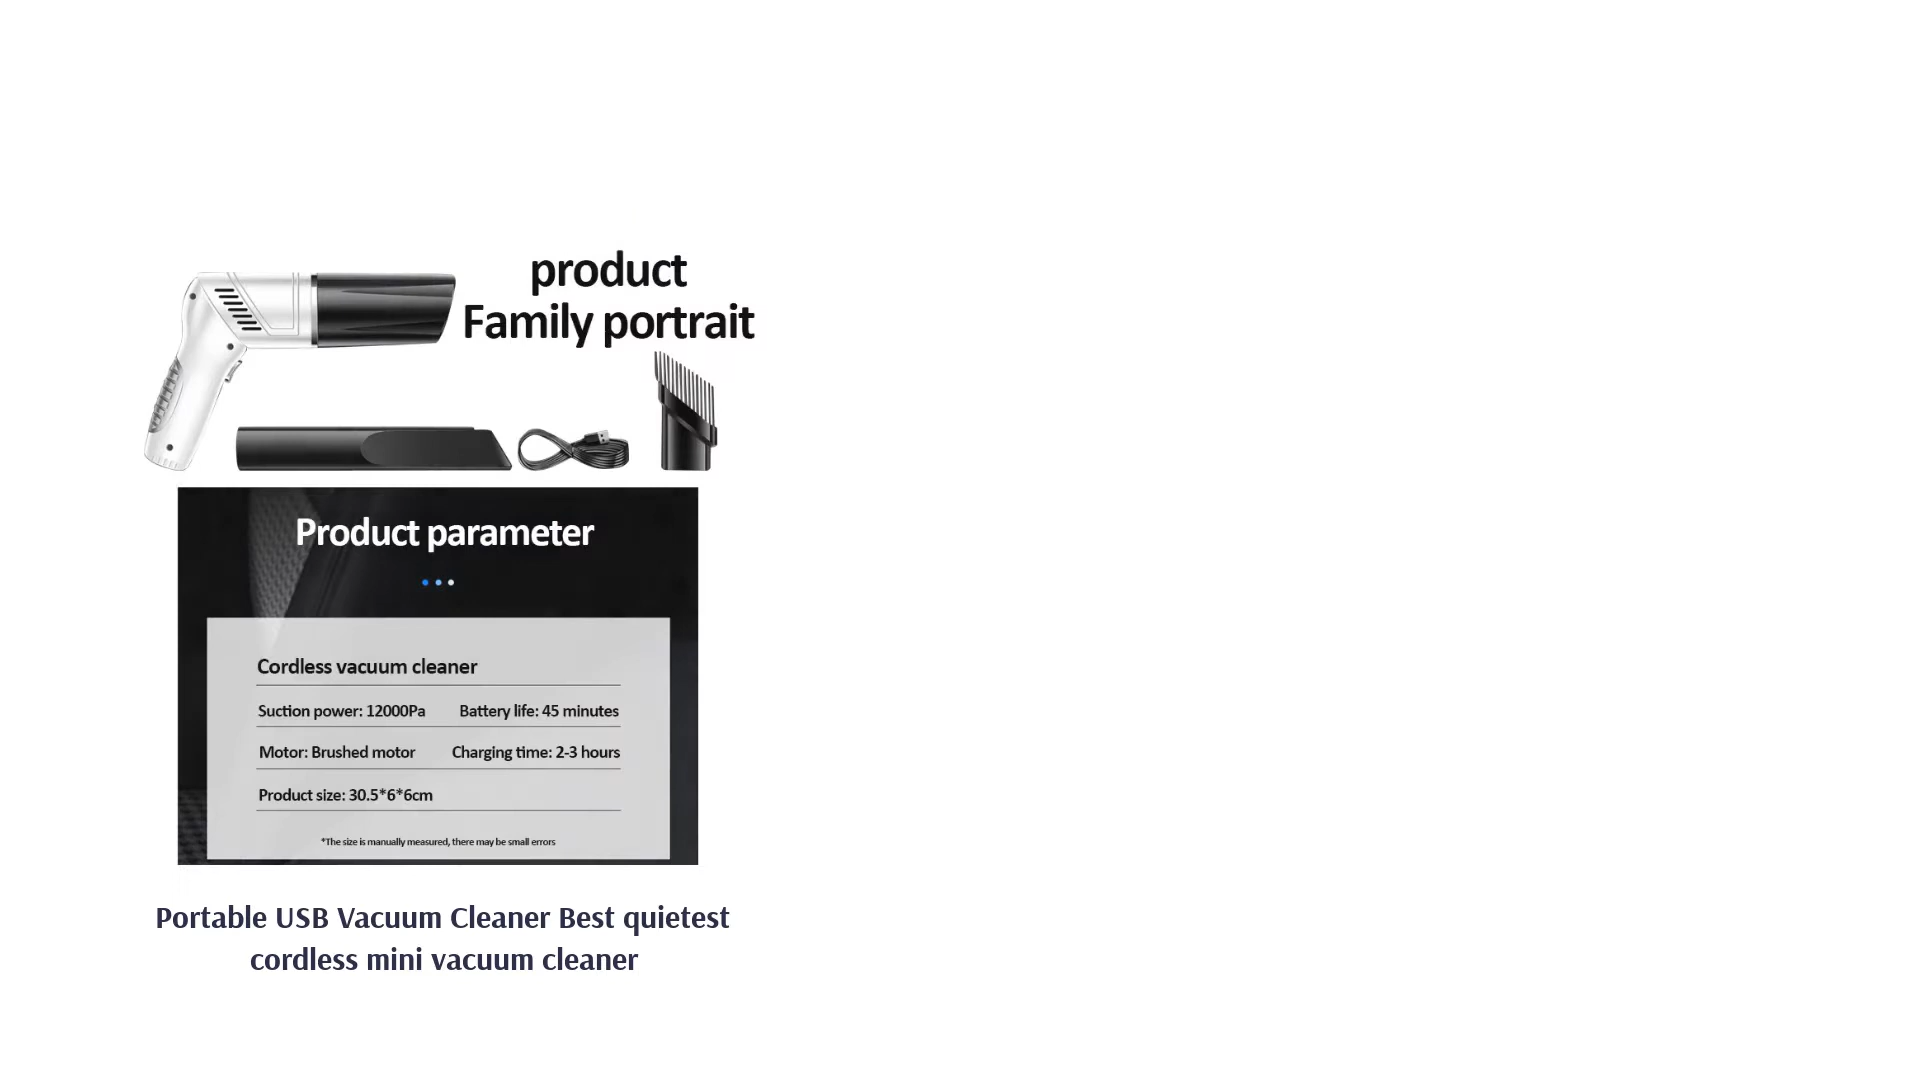 product
Family portrait
Product parameter
Cordless vacuum cleaner
Suction power: 12000Pa Battery life: 45 minutes
Motor: Brushed motor Charging time: 2-3 hours
Product size: 30.5*6*6cm
*The size is manually measured, there may be small errors
Portable USB Vacuum Cleaner Best quietest
cordless mini vacuum cleaner